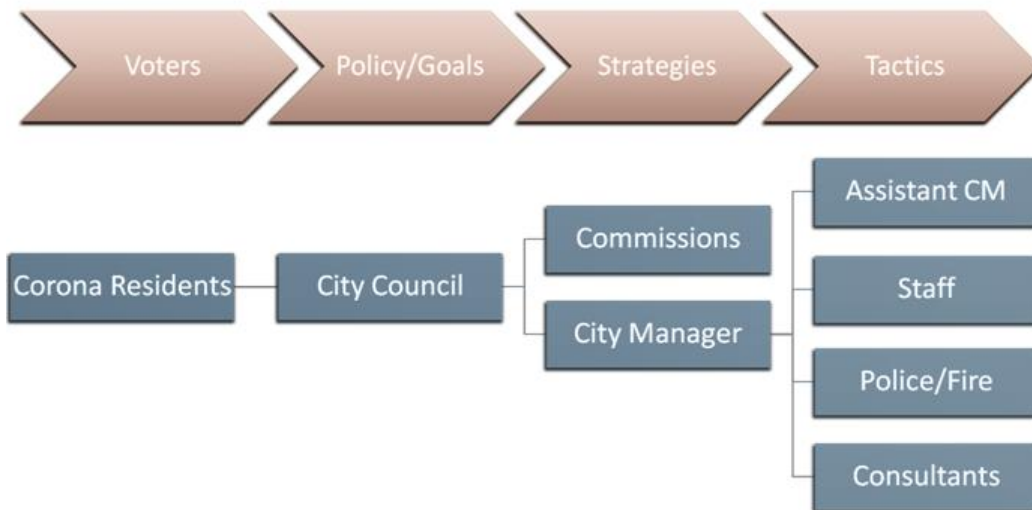 Voters
Policy/Goals
Strategies
Tactics
Assistant CM
Commissions
Corona Residents
City Council
Staff
City Manager
Police/Fire
Consultants